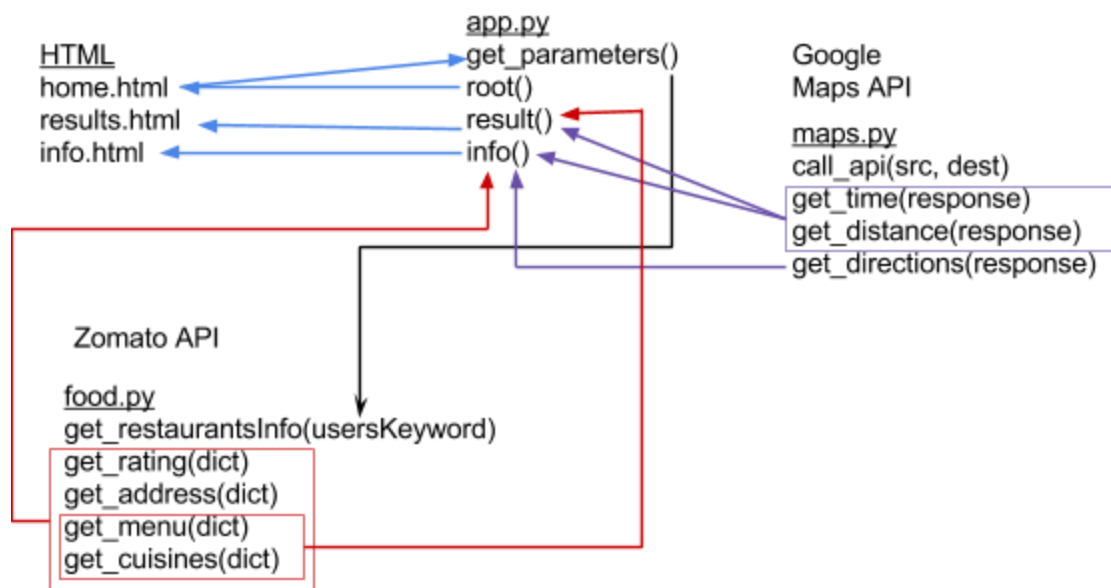 HTML
home.html
results.html
info.html
app.py
get_parameters()
root()
result()
info()
Google
Maps API
maps.py
call_api(src, dest)
get_time(response)
get_distance(response)
get_directions(response)
Zomato API
food.py
get_restaurantsInfo(usersKeyword)
get_rating(dict)
get_address(dict)
get_menu(dict)
get_cuisines(dict)